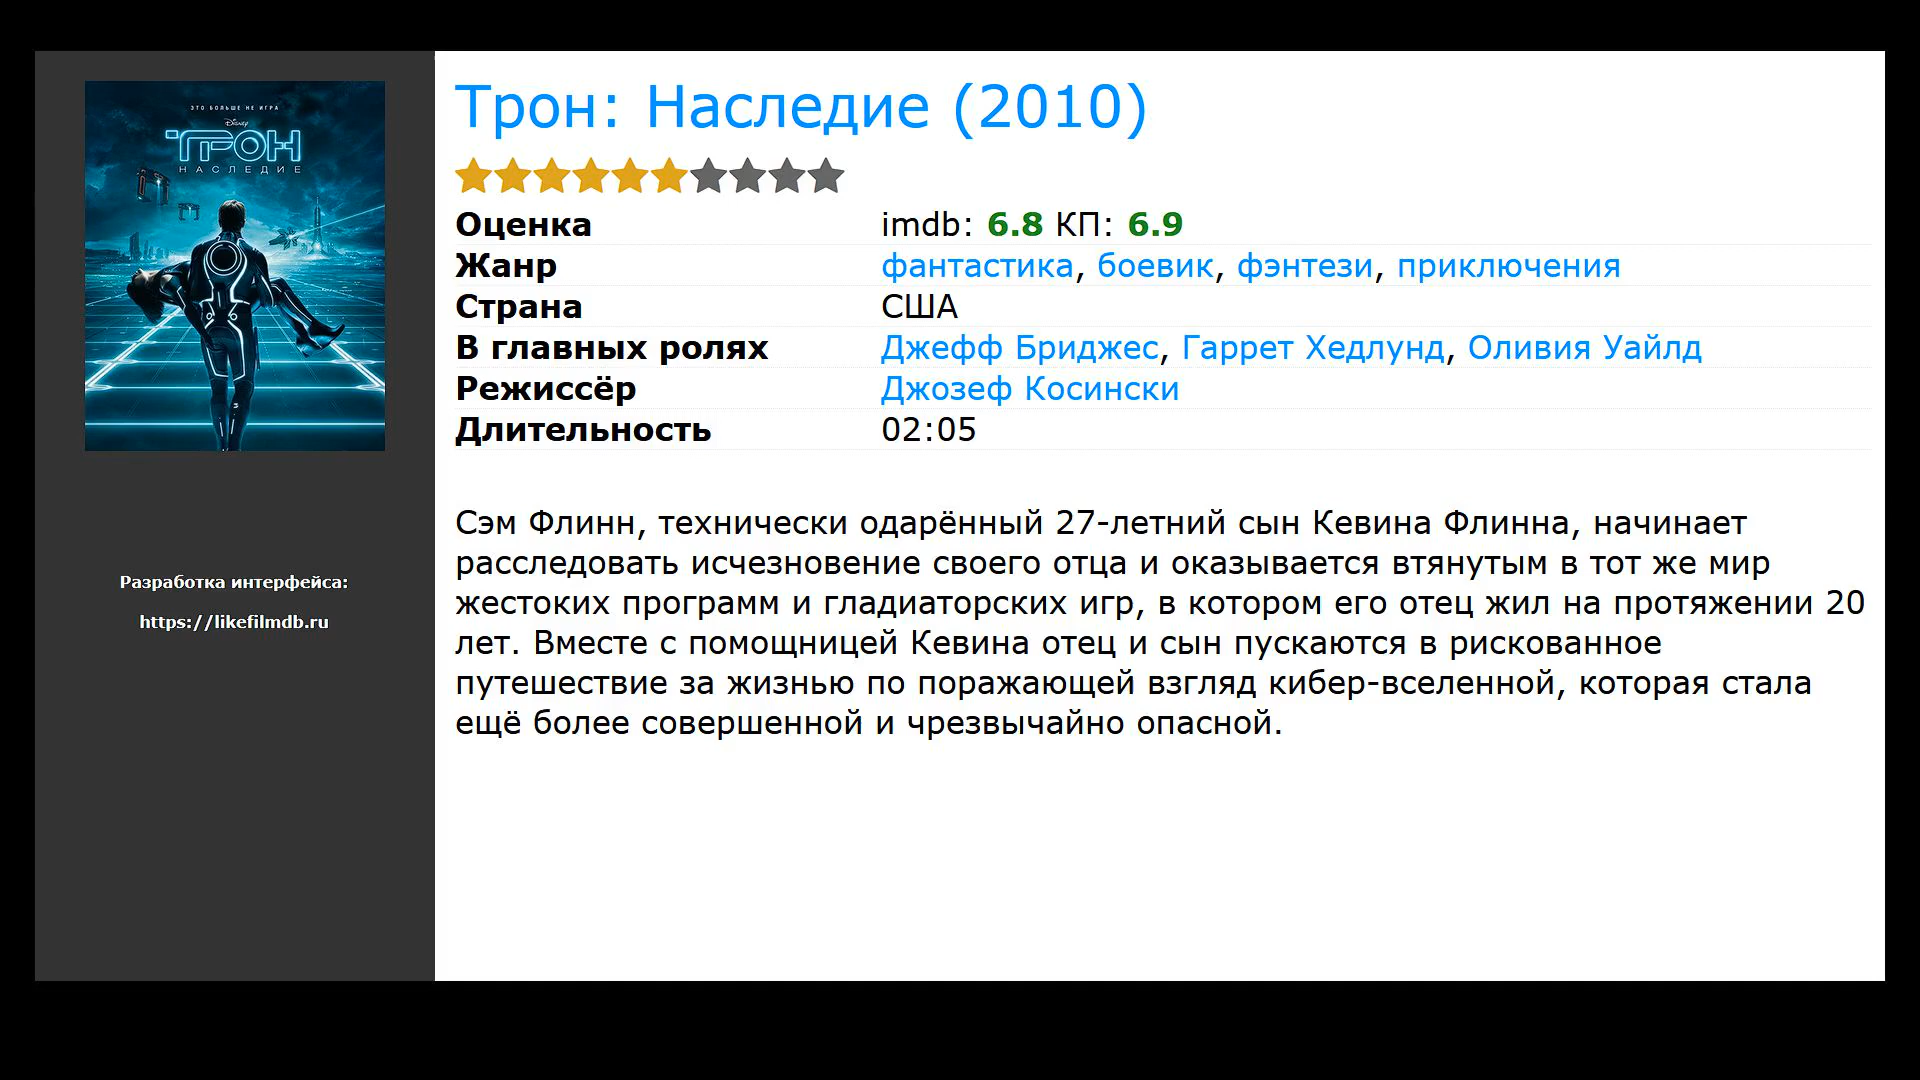 ЭТО БОЛЬШЕ НЕ ИГРА
Disney
ТРОН
НАСЛЕДИЕ
Разработка интерфейса:
https://likefilmdb.ru
Трон: Наследие (2010)
Оценка imdb: 6.8 КП: 6.9
Жанр фантастика, боевик, фэнтези, приключения
Страна США
В главных ролях Джефф Бриджес, Гаррет Хедлунд, Оливия Уайлд
Режиссёр Джозеф Косински
Длительность 02:05
Сэм Флинн, технически одарённый 27-летний сын Кевина Флинна, начинает
расследовать исчезновение своего отца и оказывается втянутым в тот же мир
жестоких программ и гладиаторских игр, в котором его отец жил на протяжении 20
лет. Вместе с помощницей Кевина отец и сын пускаются в рискованное
путешествие за жизнью по поражающей взгляд кибер-вселенной, которая стала
ещё более совершенной и чрезвычайно опасной.